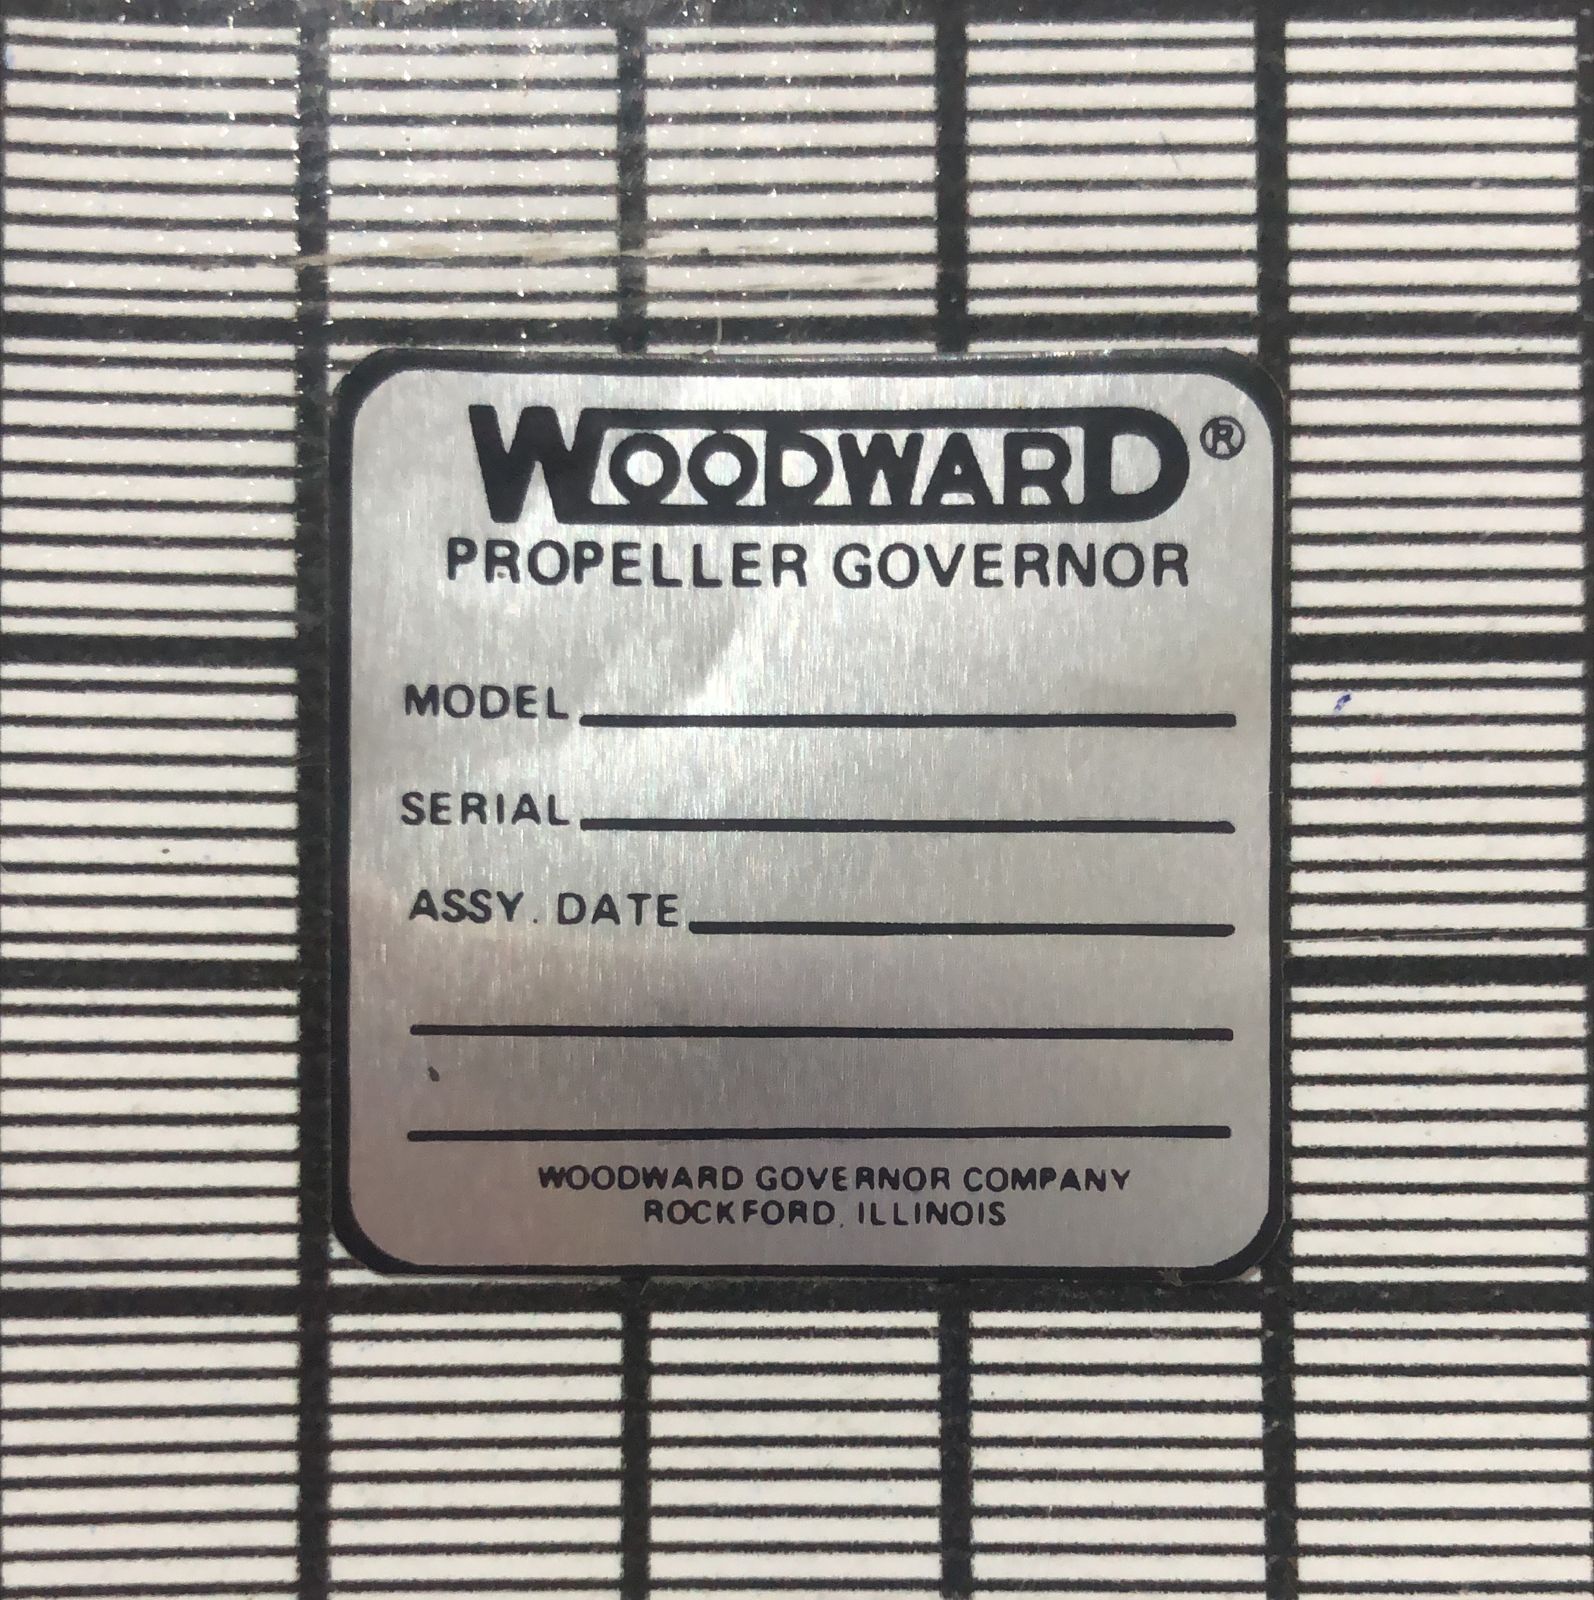 WOODWARD®
PROPELLER GOVERNOR
MODEL
SERIAL
ASSY. DATE
WOODWARD GOVERNOR COMPANY
ROCKFORD, ILLINOIS